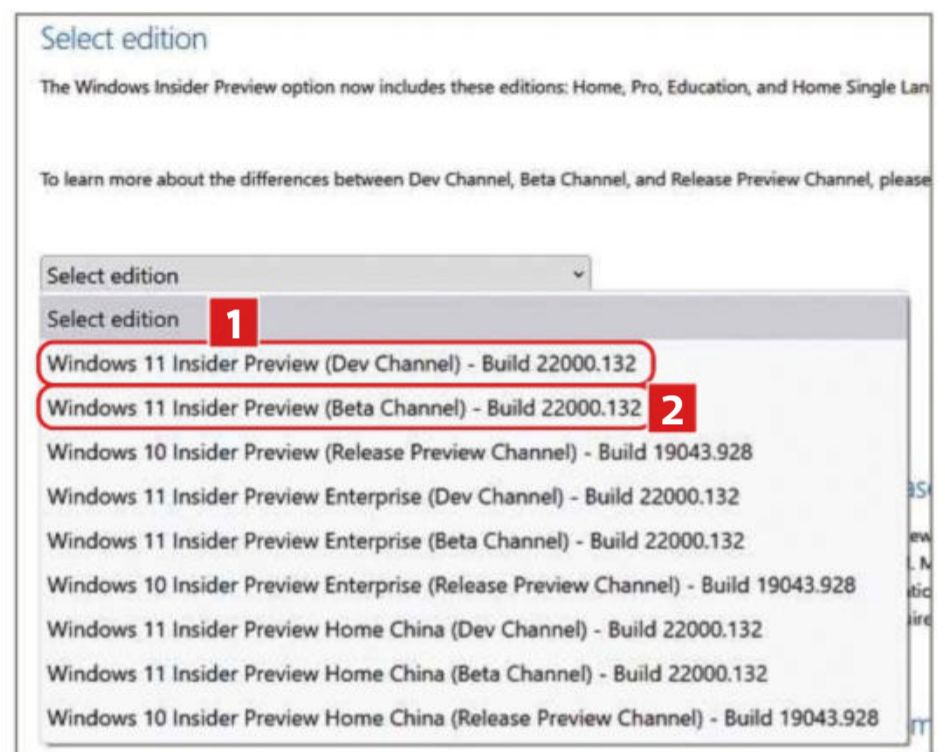 Select edition
The Windows Insider Preview option now includes these editions: Home, Pro, Education, and Home Single
To learn more about the differences between Dev Channel, Beta Channel, and Release Preview Channel, please
Select edition
Select edition
1
Windows 11 Insider Preview (Dev Channel) - Build 22000.132
Windows 11 Insider Preview (Beta Channel) - Build 22000.132
2
Windows 10 Insider Preview (Release Preview Channel) - Build 19043.928
Windows 11 Insider Preview Enterprise (Dev Channel) - Build 22000.132
Windows 11 Insider Preview Enterprise (Beta Channel) - Build 22000.132
Windows 10 Insider Preview Enterprise (Release Preview Channel) - Build 19043.928
Windows 11 Insider Preview Home China (Dev Channel) - Build 22000.132
Windows 11 Insider Preview Home China (Beta Channel) - Build 22000.132
Windows 10 Insider Preview Home China (Release Preview Channel) - Build 19043.928